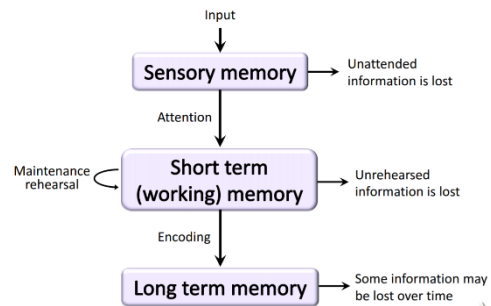 Input
Sensory memory
Unattended
information is lost
Attention
Maintenance
rehearsal
Short term
(working) memory
Unrehearsed
information is lost
Encoding
Long term memory
Some information may
be lost over time